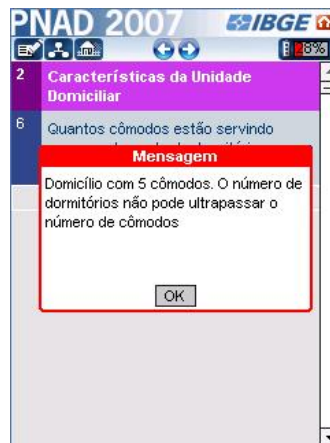 PNAD 2007
IBGE
28%
2 Características da Unidade
Domiciliar
6 Quantos cômodos estão servindo
Mensagem
Domicílio com 5 cômodos. O número de
dormitórios não pode ultrapassar o
número de cômodos
OK